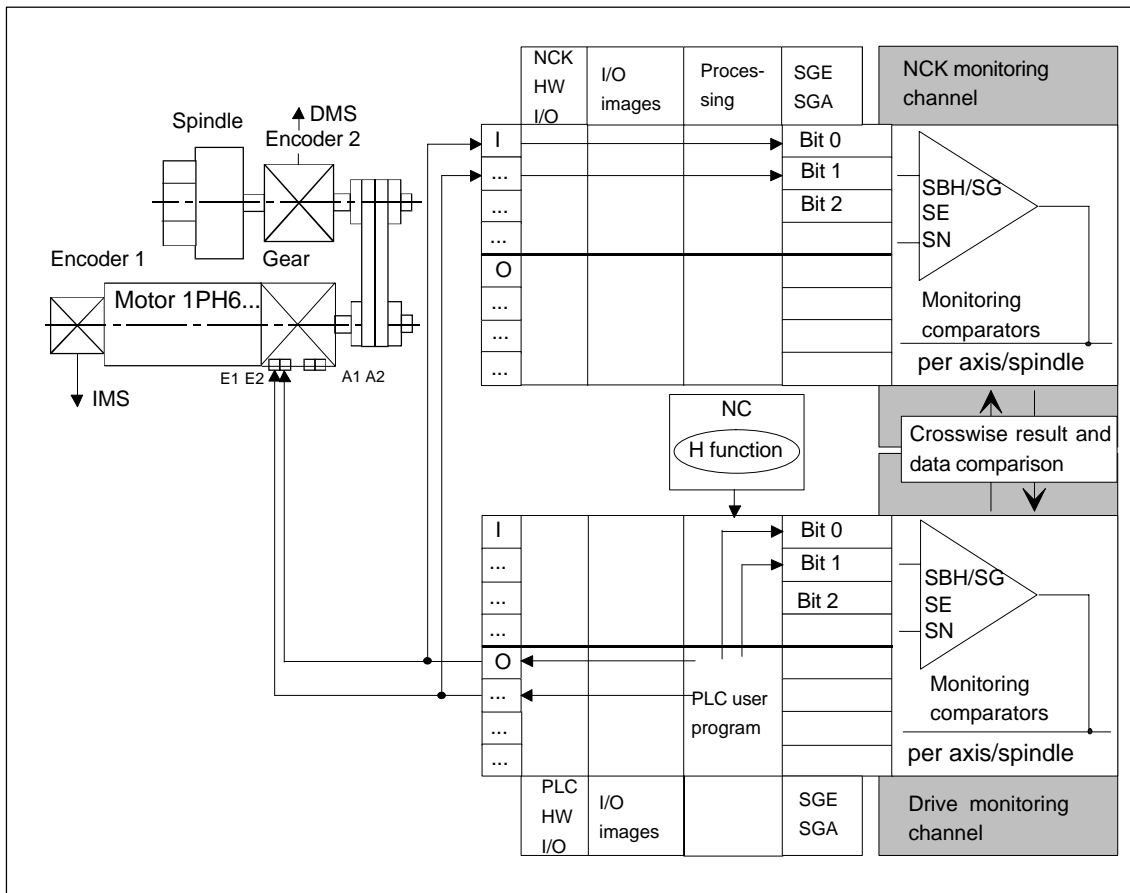 NCK
HW
I/O
I/O
images
Proces-
ssing
SGE
SGA
NCK monitoring
channel
DMS
Spindle
Encoder 2
Encoder 1
Gear
Motor 1PH6...
E1 E2
A1 A2
IMS
I
...
...
...
O
...
...
...
Bit 0
Bit 1
Bit 2
SBH/SG
SE
SN
Monitoring
comparators
per axis/spindle
NC
H function
Crosswise result and
data comparison
I
...
...
...
O
...
...
...
PLC user
program
Bit 0
Bit 1
Bit 2
SBH/SG
SE
SN
Monitoring
comparators
per axis/spindle
PLC
HW
I/O
I/O
images
SGE
SGA
Drive monitoring
channel